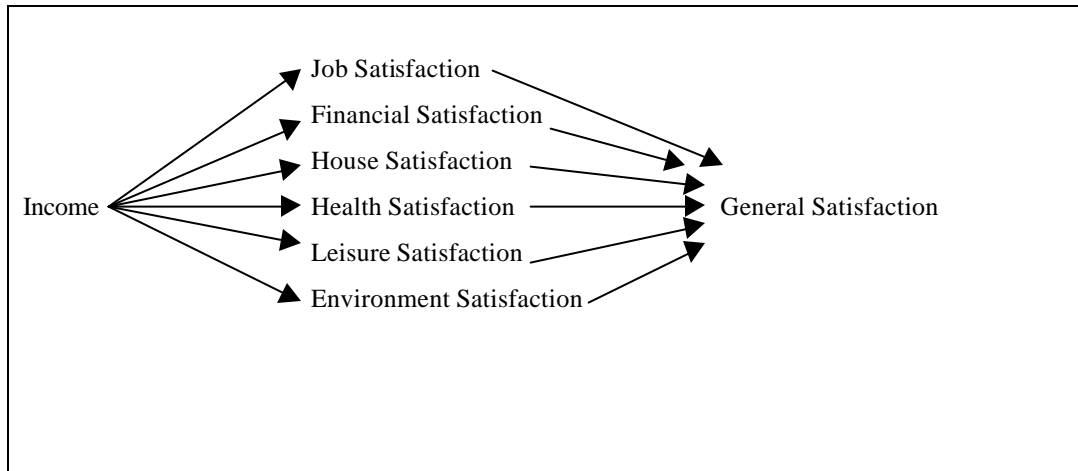 Job Satisfaction
Financial Satisfaction
House Satisfaction
Income
Health Satisfaction
General Satisfaction
Leisure Satisfaction
Environment Satisfaction